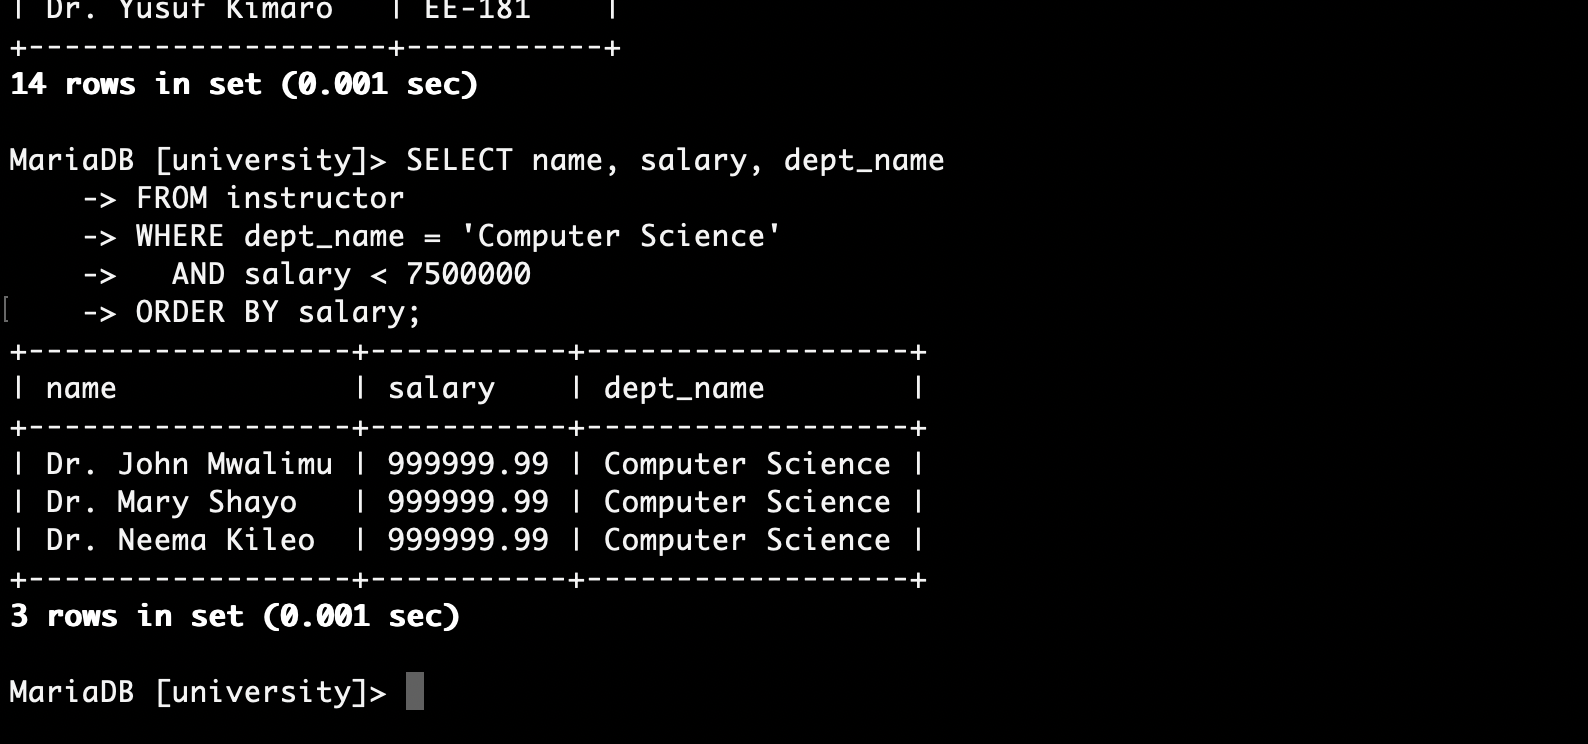 | Dr. Yusuf Kimaro   | EE-181    |
+--------------------+-----------+
14 rows in set (0.001 sec)

MariaDB [university]> SELECT name, salary, dept_name
    -> FROM instructor
    -> WHERE dept_name = 'Computer Science'
    ->   AND salary < 7500000
    -> ORDER BY salary;
+------------------+-----------+------------------+
| name             | salary    | dept_name        |
+------------------+-----------+------------------+
| Dr. John Mwalimu | 999999.99 | Computer Science |
| Dr. Mary Shayo   | 999999.99 | Computer Science |
| Dr. Neema Kileo  | 999999.99 | Computer Science |
+------------------+-----------+------------------+
3 rows in set (0.001 sec)

MariaDB [university]>